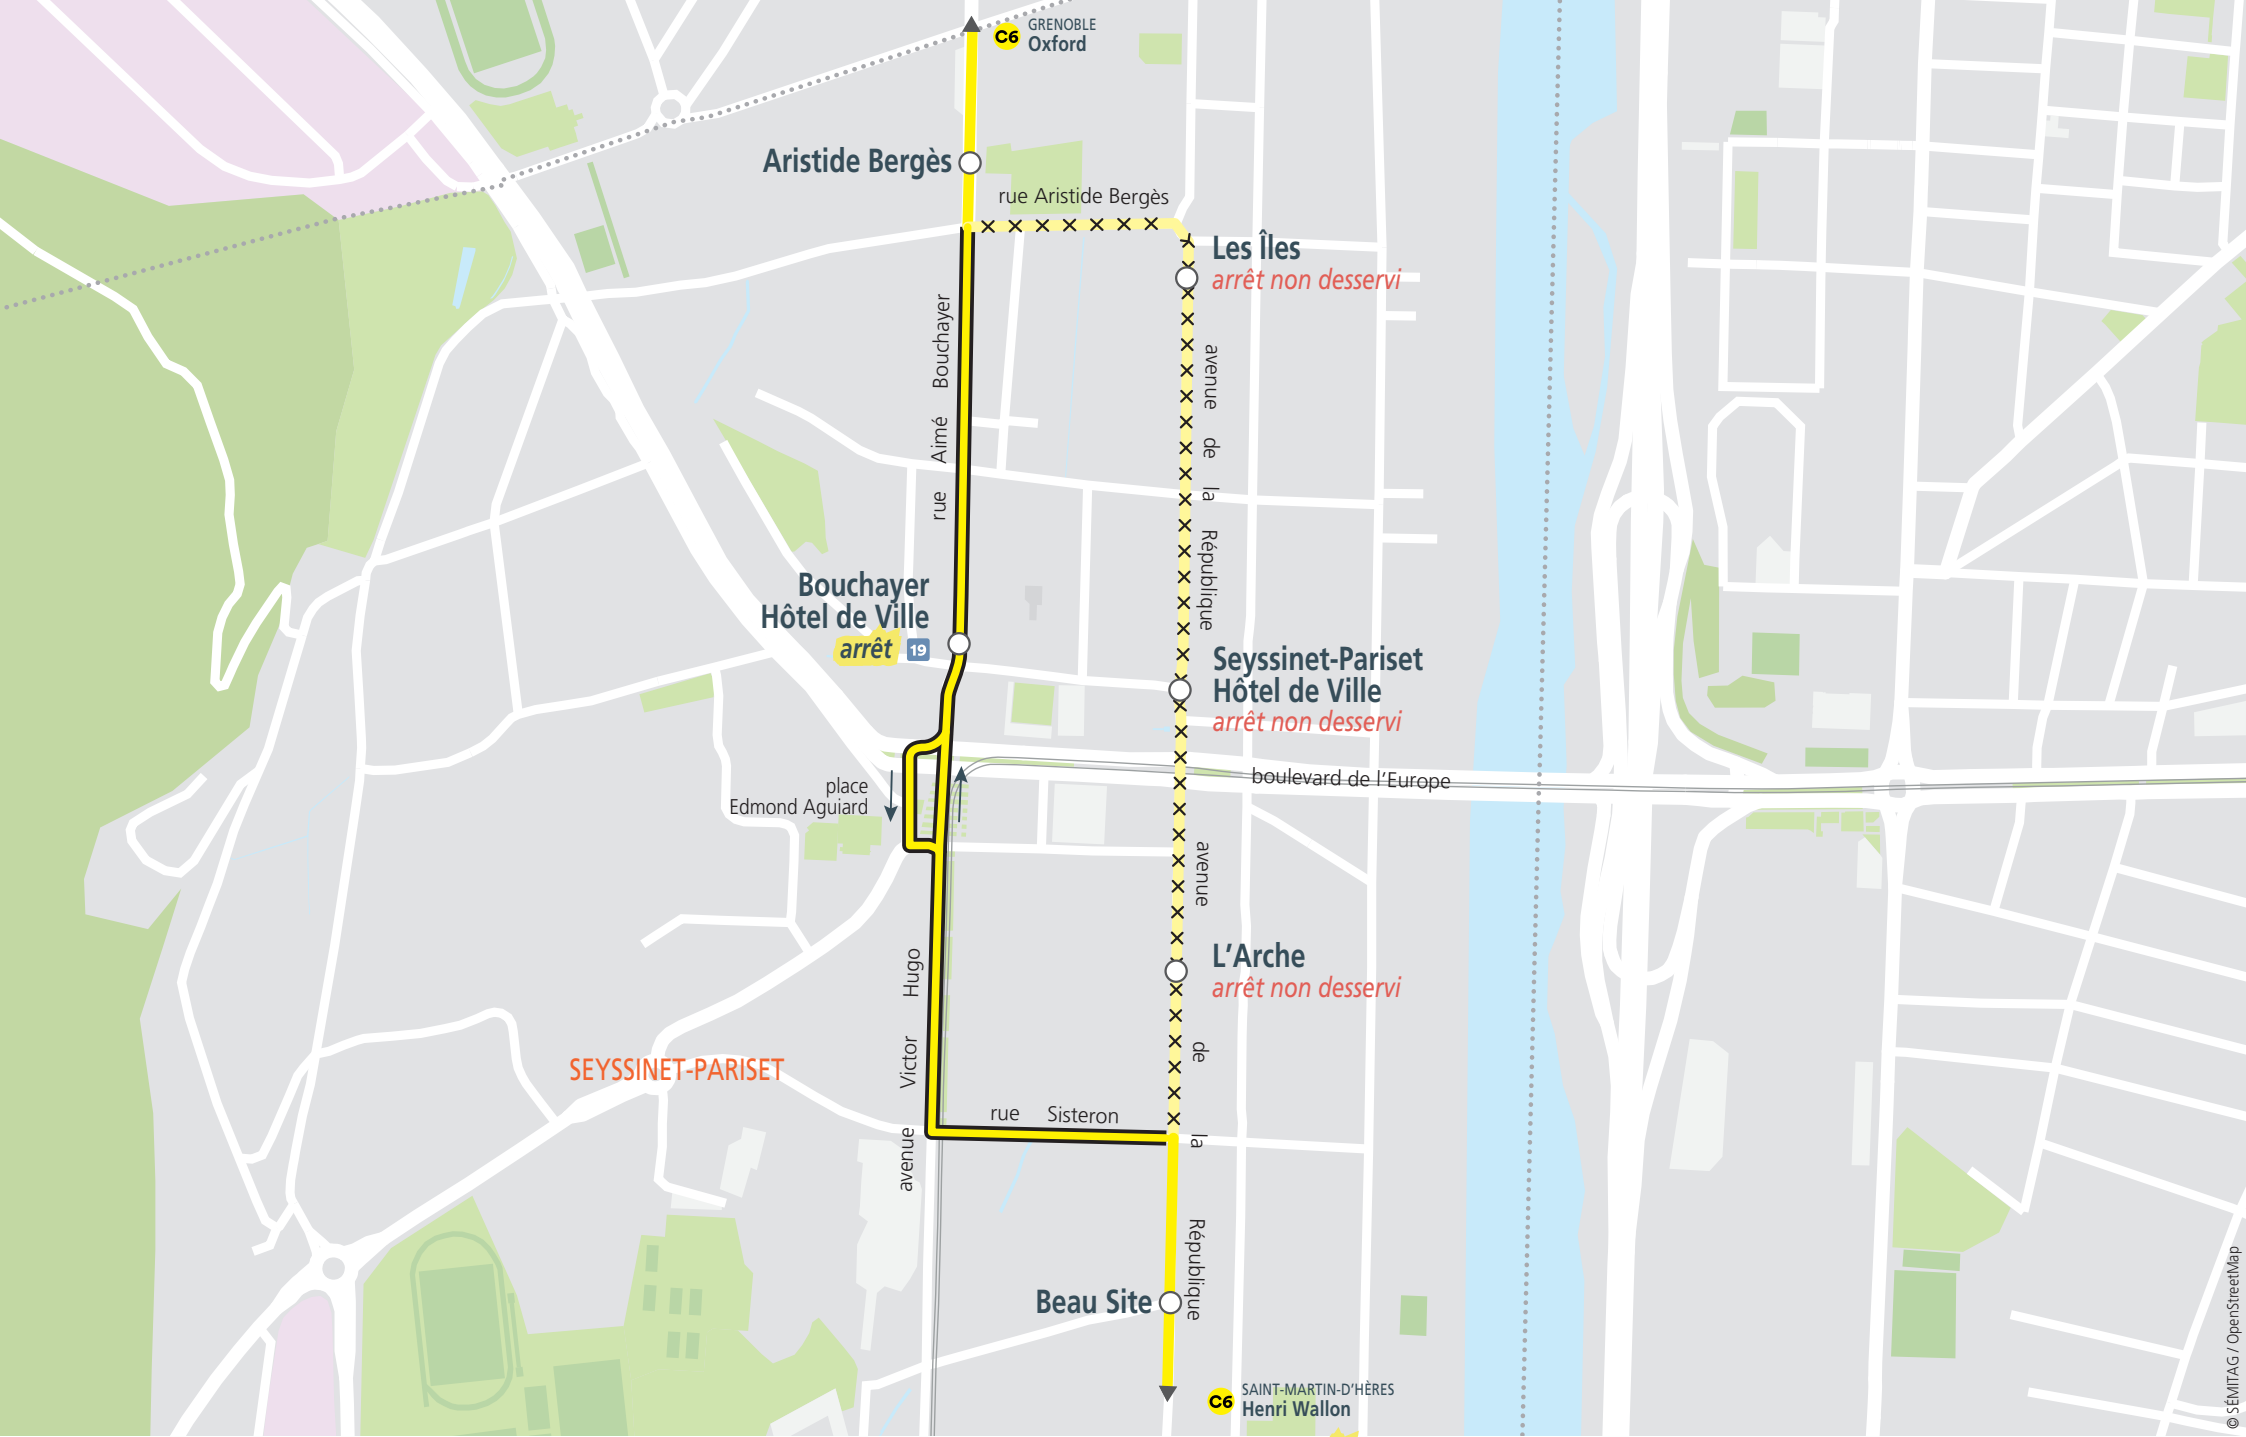 C6 GRENOBLE
Oxford
Aristide Bergès
rue Aristide Bergès
Les Îles
arrêt non desservi
rue Aimé Bouchayer
avenue de la République
Bouchayer
Hôtel de Ville
arrêt 19
Seyssinet-Pariset
Hôtel de Ville
arrêt non desservi
boulevard de l'Europe
place
Edmond Aguiard
avenue de la République
L'Arche
arrêt non desservi
avenue Victor Hugo
SEYSSINET-PARISET
rue Sisteron
Beau Site
C6 SAINT-MARTIN-D'HÈRES
Henri Wallon
© SÉMITAG / OpenStreetMap